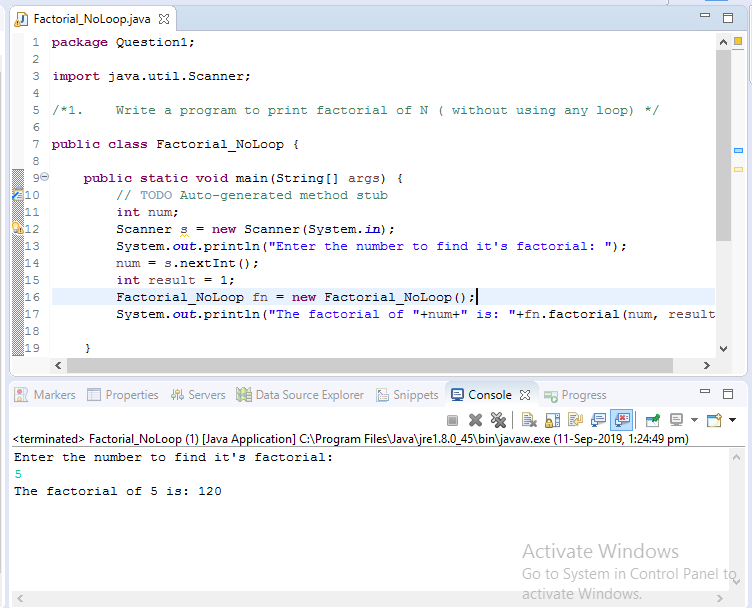 Factorial_NoLoop.java
1 package Question1;
2
3 import java.util.Scanner;
4
5 /*1.    Write a program to print factorial of N ( without using any loop) */
6
7 public class Factorial_NoLoop {
8
9     public static void main(String[] args) {
10         // TODO Auto-generated method stub
11         int num;
12         Scanner s = new Scanner(System.in);
13         System.out.println("Enter the number to find it's factorial: ");
14         num = s.nextInt();
15         int result = 1;
16         Factorial_NoLoop fn = new Factorial_NoLoop();
17         System.out.println("The factorial of "+num+" is: "+fn.factorial(num, result
18
19     }
Markers Properties Servers Data Source Explorer Snippets Console Progress
<terminated> Factorial_NoLoop (1) [Java Application] C:\Program Files\Java\jre1.8.0_45\bin\javaw.exe (11-Sep-2019, 1:24:49 pm)
Enter the number to find it's factorial:
5
The factorial of 5 is: 120
Activate Windows
Go to System in Control Panel to
activate Windows.